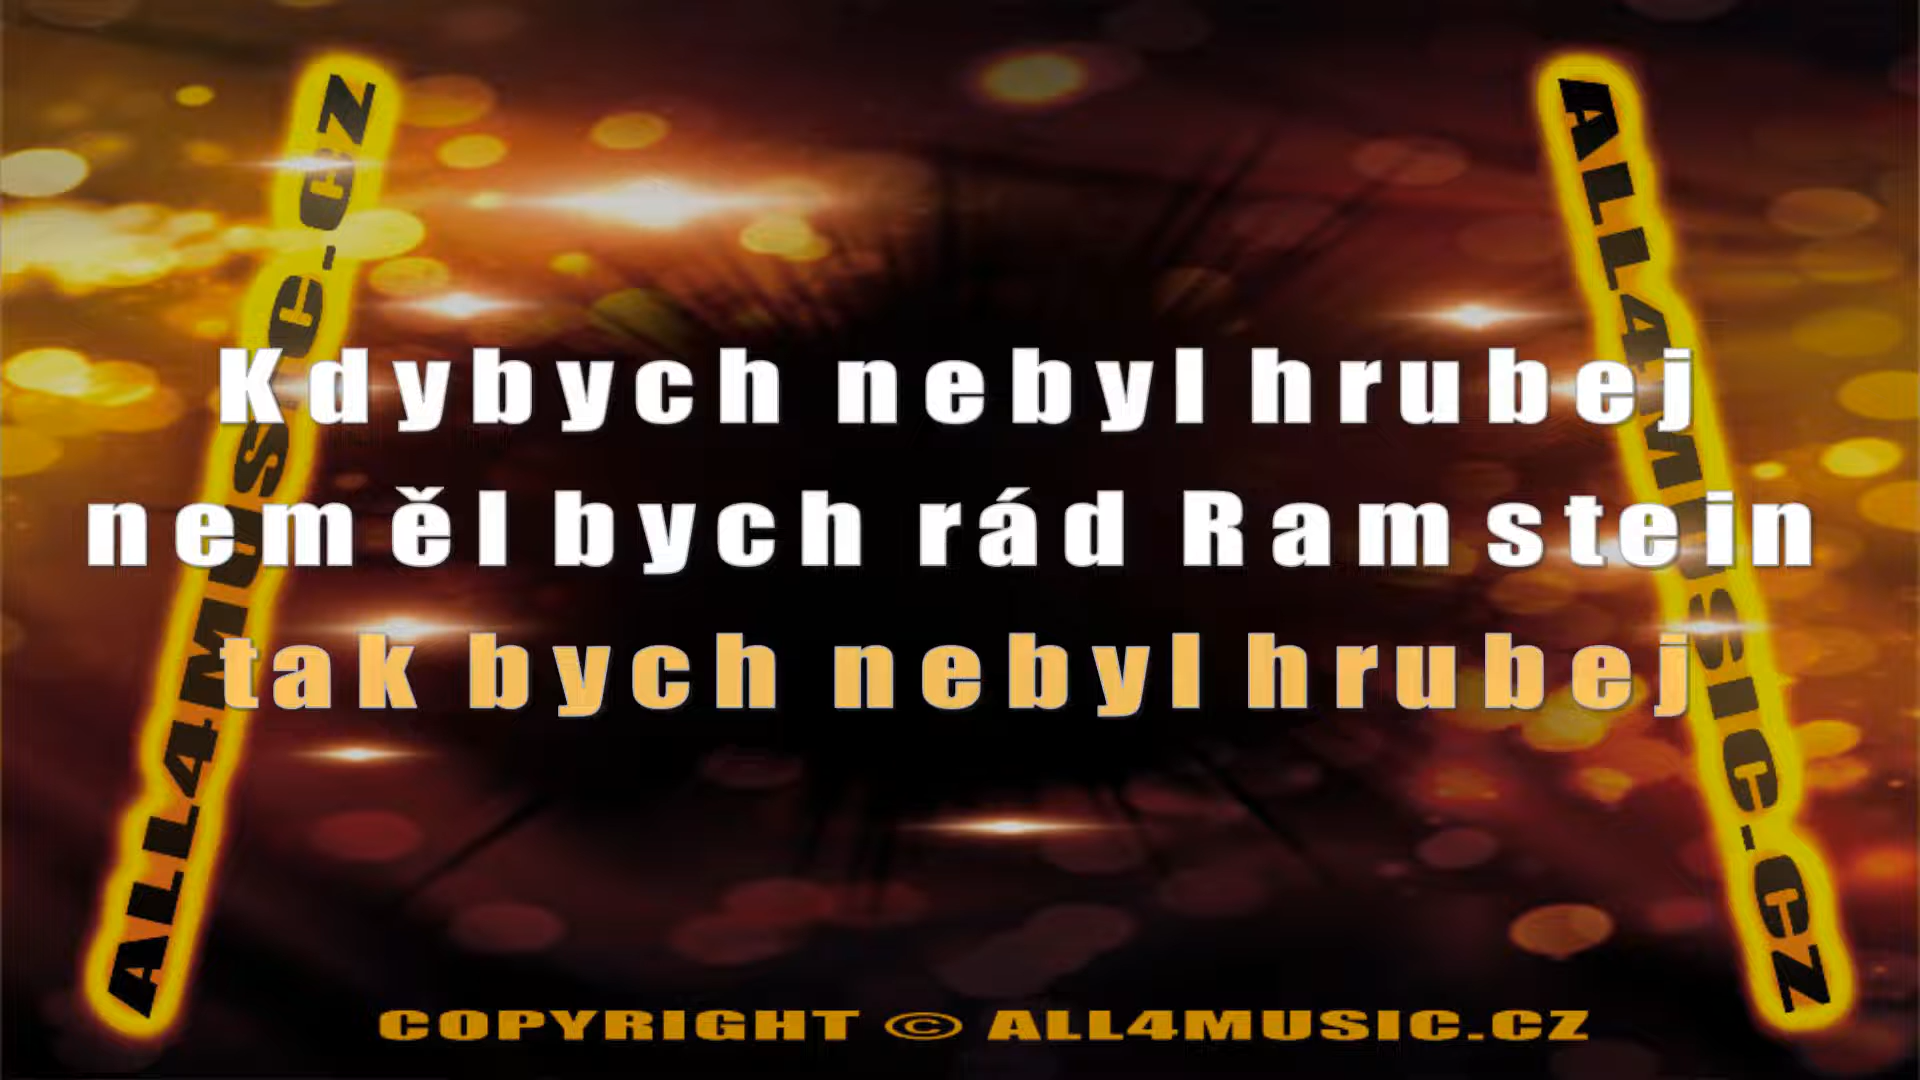 Kdybych nebyl hrubej
neměl bych rád Ramstein
tak bych nebyl hrubej
ALL4MUSIC.CZ
ALL4MUSIC.CZ
COPYRIGHT © ALL4MUSIC.CZ